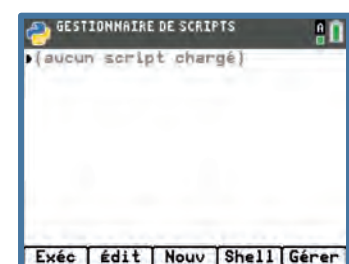 GESTIONNAIRE DE SCRIPTS
A
(aucun script chargé)
Exéc Édit Nouv Shell Gérer